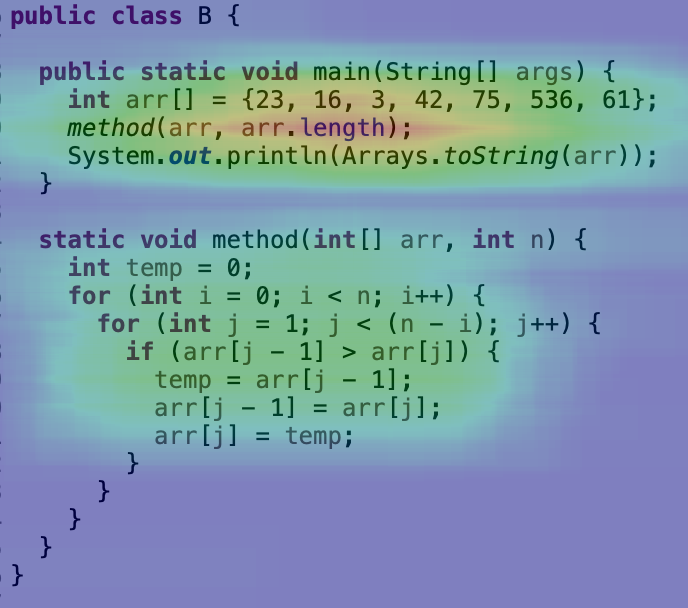 public class B {
public static void main(String[] args) {
int arr[] = {23, 16, 3, 42, 75, 536, 61};
method(arr, arr.length);
System.out.println(Arrays.toString(arr));
}
static void method(int[] arr, int n) {
int temp = 0;
for (int i = 0; i < n; i++) {
for (int j = 1; j < (n - i); j++) {
if (arr[j - 1] > arr[j]) {
temp = arr[j - 1];
arr[j - 1] = arr[j];
arr[j] = temp;
}
}
}
}
}